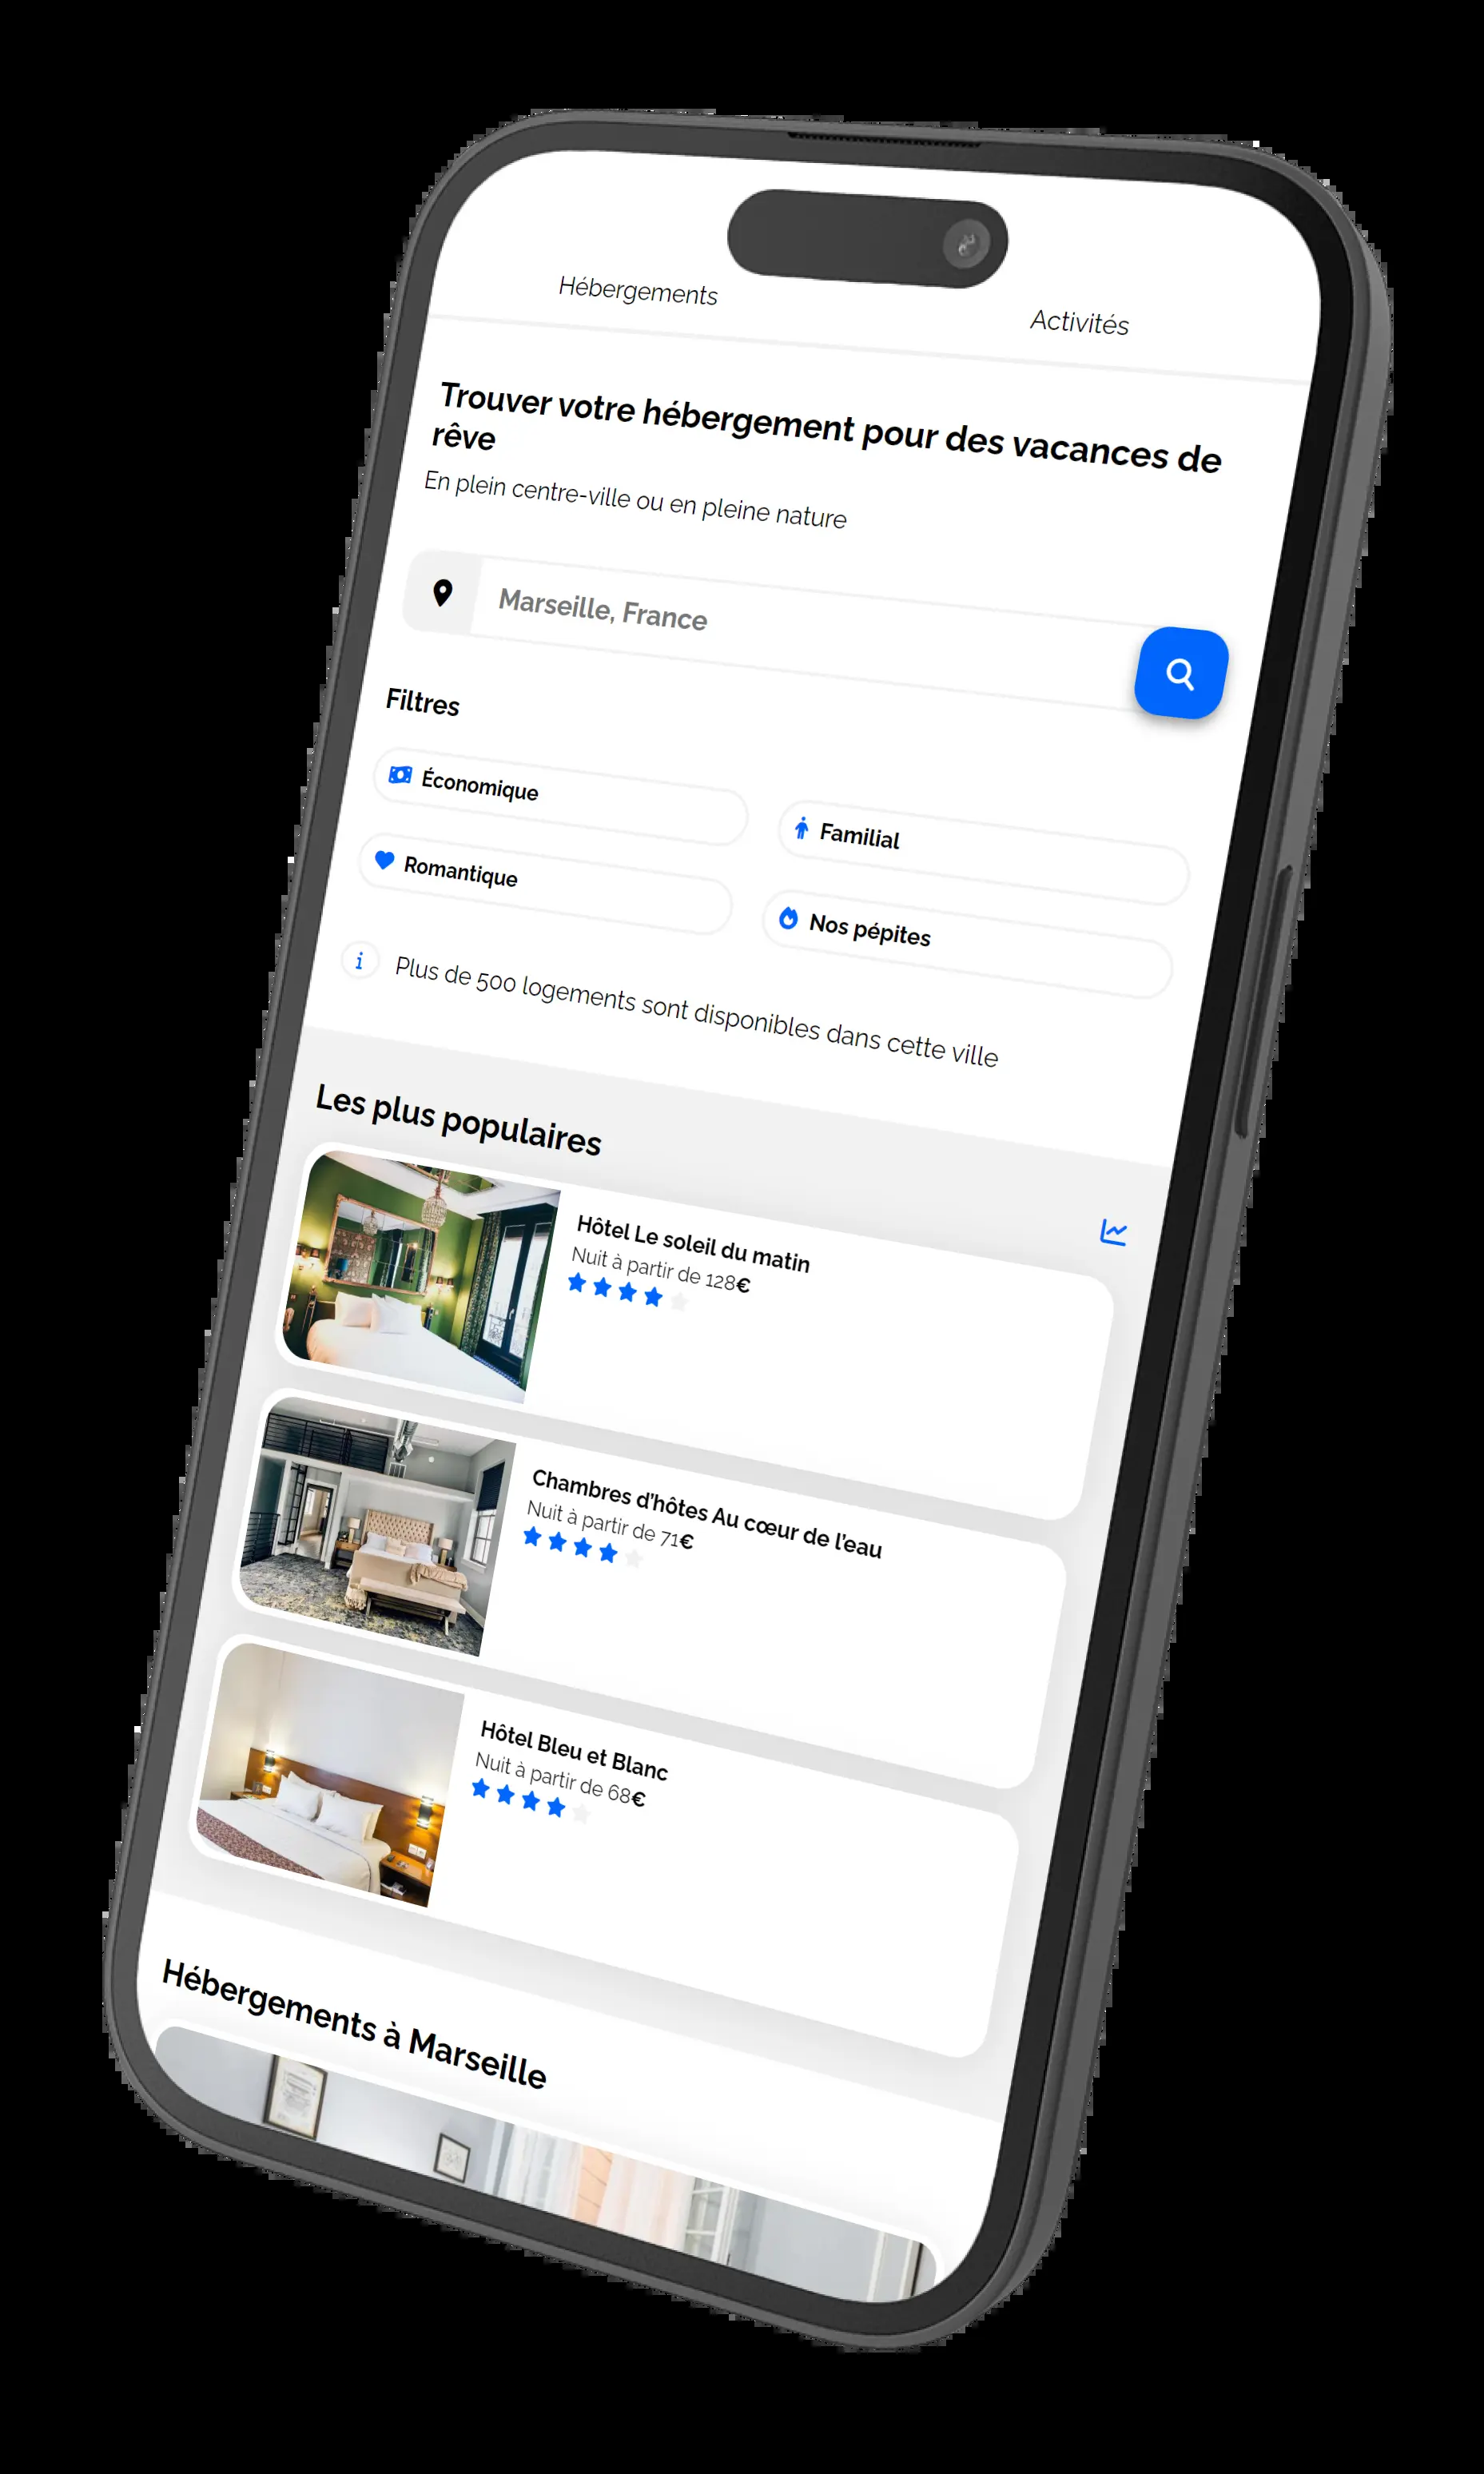 Hébergements
Activités
Trouver votre hébergement pour des vacances de
rêve
En plein centre-ville ou en pleine nature
Marseille, France
Filtres
Économique
Familial
Romantique
Nos pépites
Plus de 500 logements sont disponibles dans cette ville
Les plus populaires
Hôtel Le soleil du matin
Nuit à partir de 128€
Chambres d'hôtes Au cœur de l'eau
Nuit à partir de 71€
Hôtel Bleu et Blanc
Nuit à partir de 68€
Hébergements à Marseille